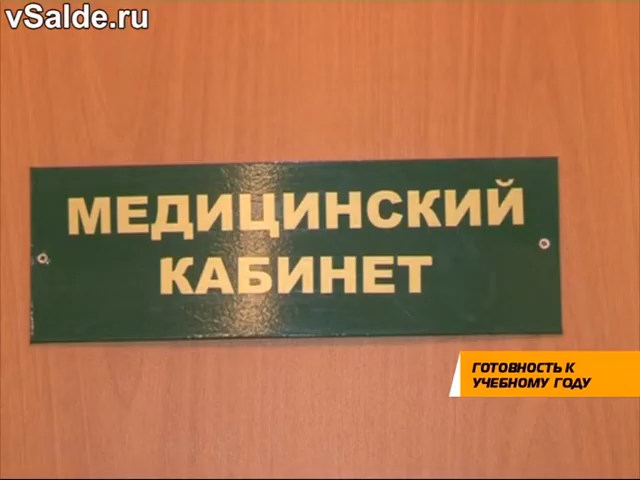 vSalde.ru
МЕДИЦИНСКИЙ
КАБИНЕТ
ГОТОВНОСТЬ К
УЧЕБНОМУ ГОДУ